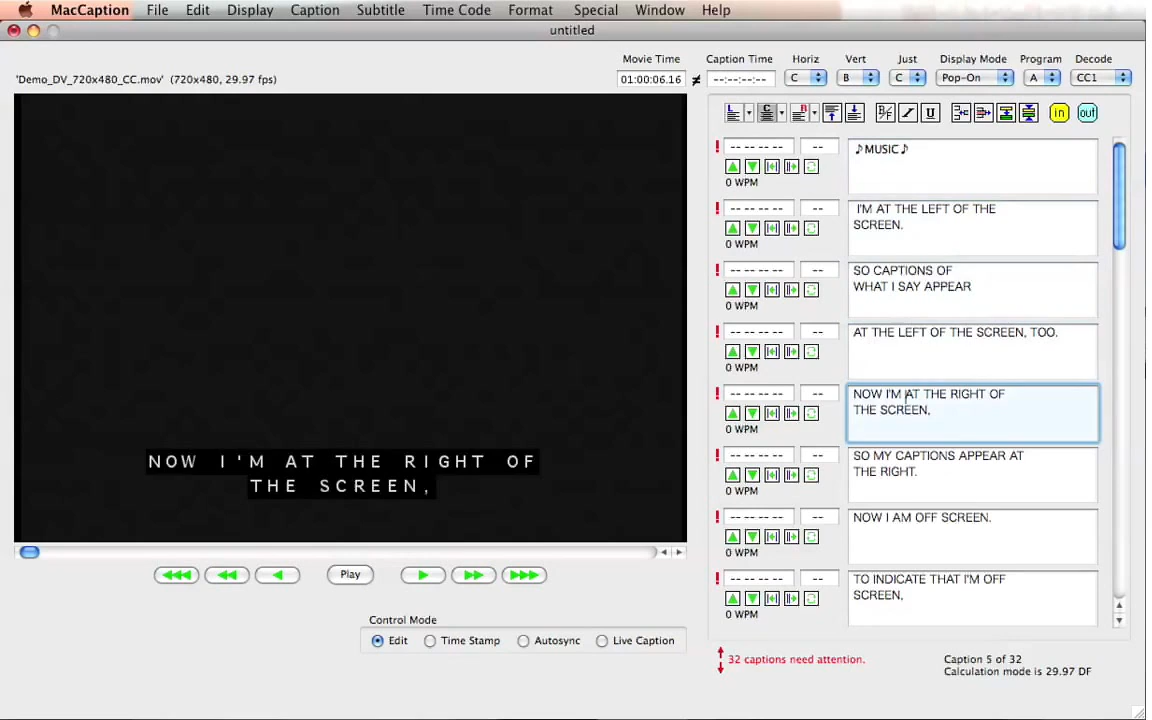 MacCaption File Edit Display Caption Subtitle Time Code Format Special Window Help
untitled
Movie Time Caption Time Horiz Vert Just Display Mode Program Decode
'Demo_DV_720x480_CC.mov' (720x480, 29.97 fps)
01:00:06.16 ≠ --:--:--:-- C B C Pop-On A CC1
L C R B/F I U in out
! -- -- -- -- --
♪MUSIC♪
0 WPM
! -- -- -- -- --
I'M AT THE LEFT OF THE
SCREEN.
0 WPM
! -- -- -- -- --
SO CAPTIONS OF
WHAT I SAY APPEAR
0 WPM
! -- -- -- -- --
AT THE LEFT OF THE SCREEN, TOO.
0 WPM
! -- -- -- -- --
NOW I'M AT THE RIGHT OF
THE SCREEN,
0 WPM
! -- -- -- -- --
SO MY CAPTIONS APPEAR AT
THE RIGHT.
0 WPM
! -- -- -- -- --
NOW I AM OFF SCREEN.
0 WPM
! -- -- -- -- --
TO INDICATE THAT I'M OFF
SCREEN,
0 WPM
NOW I'M AT THE RIGHT OF
THE SCREEN,
Play
Control Mode
Edit Time Stamp Autosync Live Caption
32 captions need attention.
Caption 5 of 32
Calculation mode is 29.97 DF